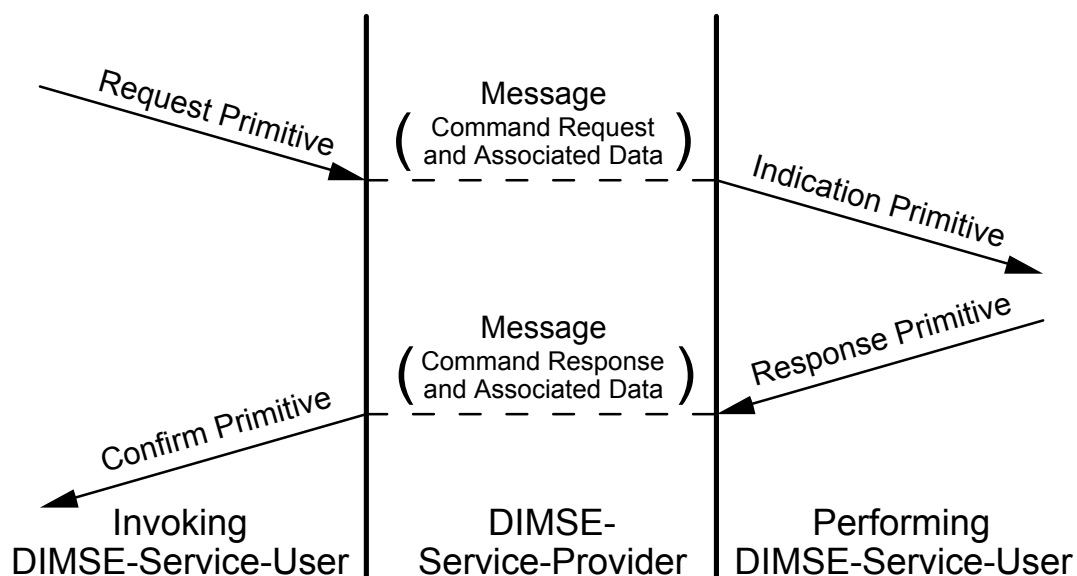 Request Primitive
Message
( Command Request
and Associated Data )
Indication Primitive
Message
( Command Response
and Associated Data )
Response Primitive
Confirm Primitive
Invoking
DIMSE-Service-User
DIMSE-
Service-Provider
Performing
DIMSE-Service-User